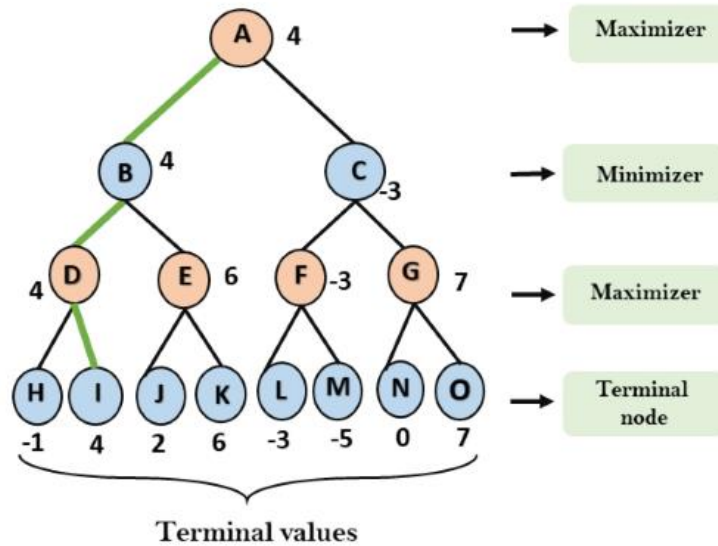 A 4 Maximizer
B 4 C -3 Minimizer
D 4 E 6 F -3 G 7 Maximizer
H I J K L M N O Terminal
node
-1 4 2 6 -3 -5 0 7
Terminal values